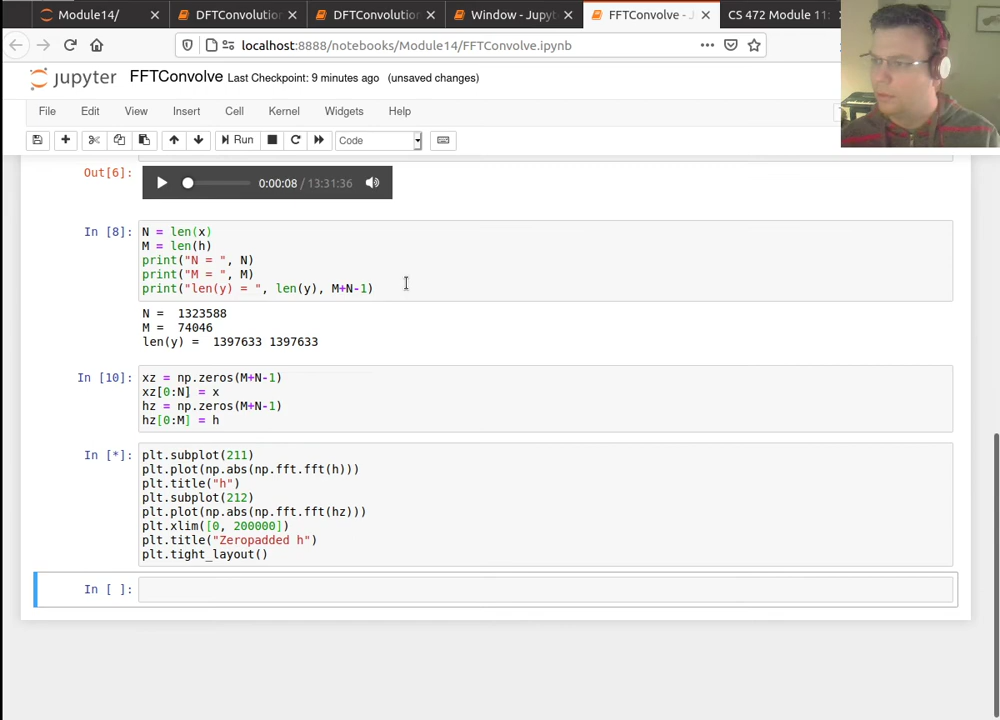 Module14/
DFTConvolution
DFTConvolution
Window - Jupyt
FFTConvolve - J
CS 472 Module 11:
localhost:8888/notebooks/Module14/FFTConvolve.ipynb
jupyter FFTConvolve Last Checkpoint: 9 minutes ago (unsaved changes)
File Edit View Insert Cell Kernel Widgets Help
Run Code
Out[6]:
0:00:08 / 13:31:36
In [8]: N = len(x)
M = len(h)
print("N = ", N)
print("M = ", M)
print("len(y) = ", len(y), M+N-1)
N =  1323588
M =  74046
len(y) =  1397633 1397633
In [10]: xz = np.zeros(M+N-1)
xz[0:N] = x
hz = np.zeros(M+N-1)
hz[0:M] = h
In [*]: plt.subplot(211)
plt.plot(np.abs(np.fft.fft(h)))
plt.title("h")
plt.subplot(212)
plt.plot(np.abs(np.fft.fft(hz)))
plt.xlim([0, 200000])
plt.title("Zeropadded h")
plt.tight_layout()
In [ ]: